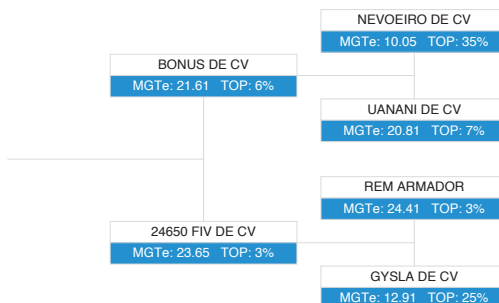 NEVOEIRO DE CV
MGTe: 10.05 TOP: 35%
BONUS DE CV
MGTe: 21.61 TOP: 6%
UANANI DE CV
MGTe: 20.81 TOP: 7%
REM ARMADOR
MGTe: 24.41 TOP: 3%
24650 FIV DE CV
MGTe: 23.65 TOP: 3%
GYSLA DE CV
MGTe: 12.91 TOP: 25%